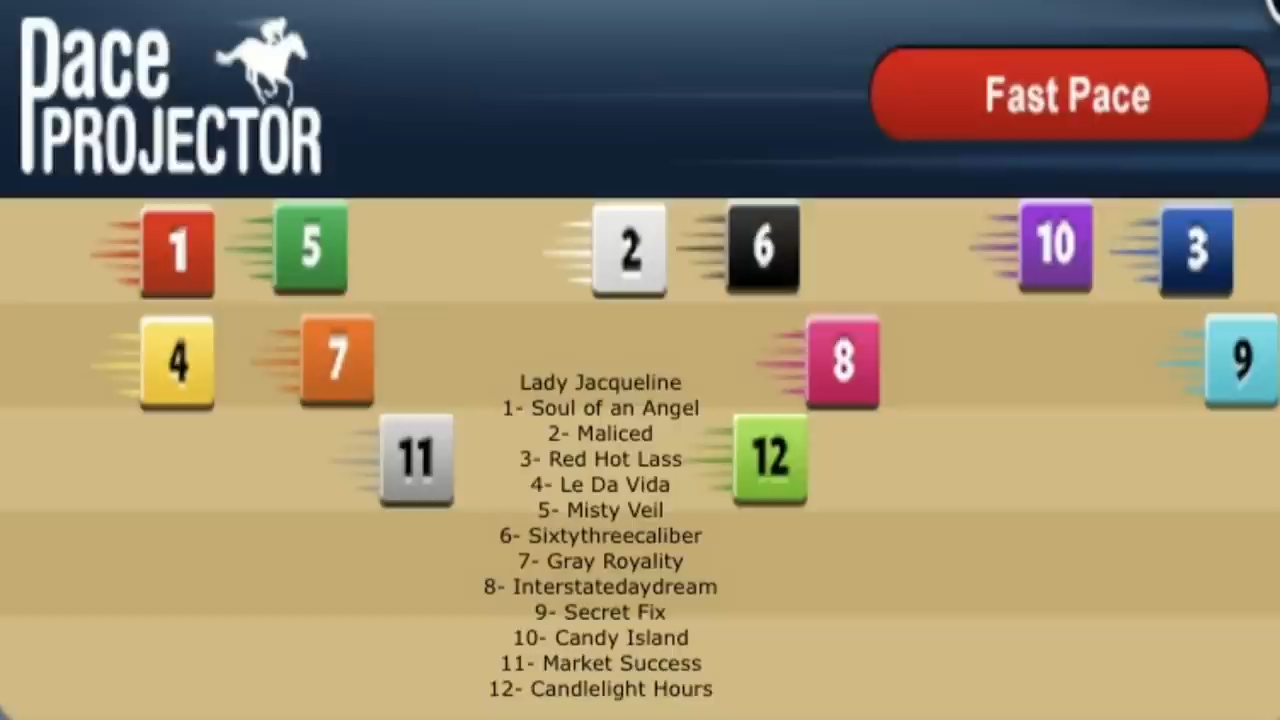 Pace
PROJECTOR
Fast Pace
1 5 2 6 10 3
4 7 8 9
11 12
Lady Jacqueline
1- Soul of an Angel
2- Maliced
3- Red Hot Lass
4- Le Da Vida
5- Misty Veil
6- Sixtythreecaliber
7- Gray Royality
8- Interstatedaydream
9- Secret Fix
10- Candy Island
11- Market Success
12- Candlelight Hours